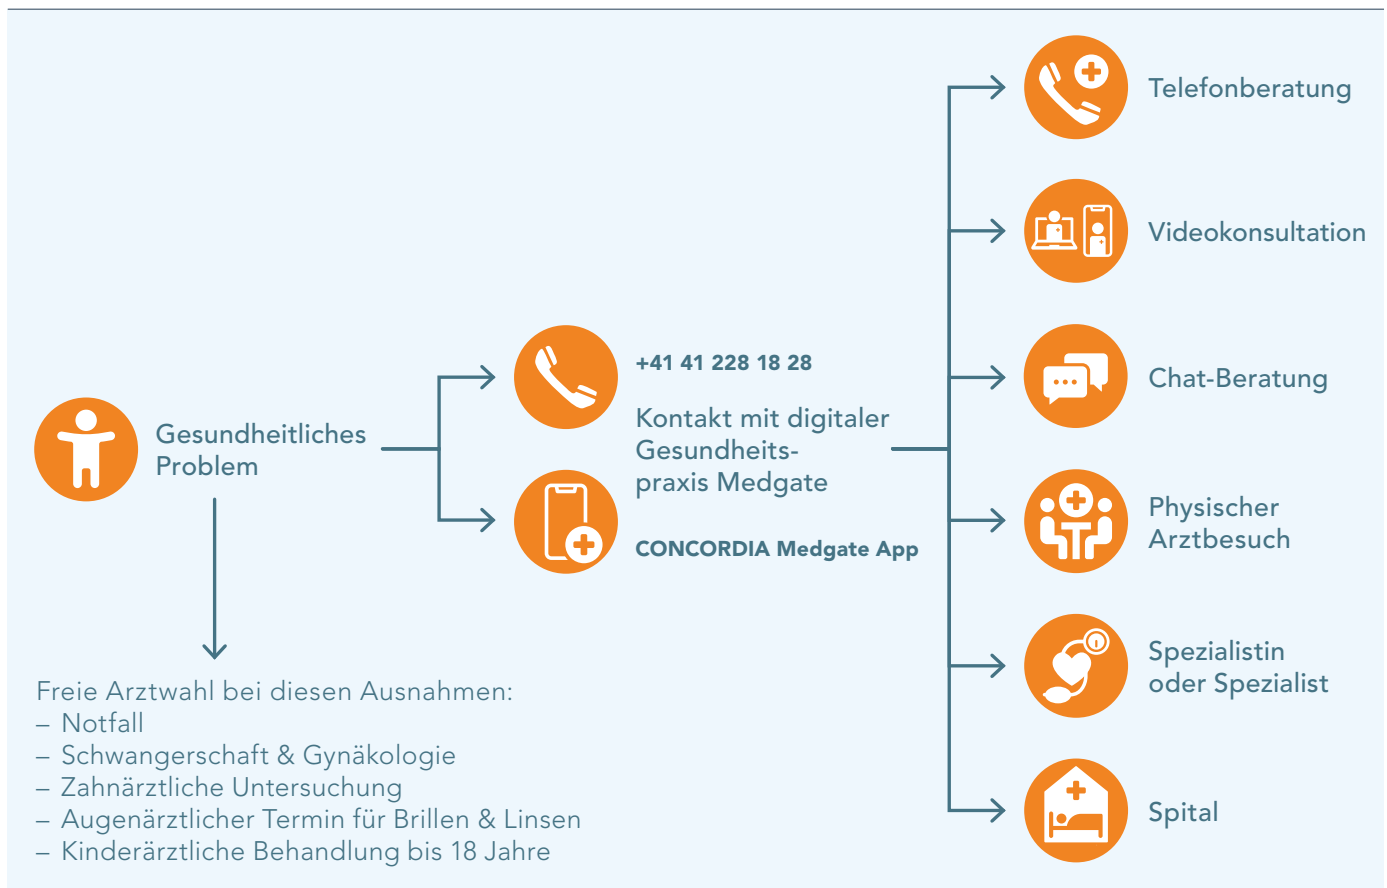 Gesundheitliches
Problem
Freie Arztwahl bei diesen Ausnahmen:
– Notfall
– Schwangerschaft & Gynäkologie
– Zahnärztliche Untersuchung
– Augenärztlicher Termin für Brillen & Linsen
– Kinderärztliche Behandlung bis 18 Jahre
+41 41 228 18 28
Kontakt mit digitaler
Gesundheits-
praxis Medgate
CONCORDIA Medgate App
Telefonberatung
Videokonsultation
Chat-Beratung
Physischer
Arztbesuch
Spezialistin
oder Spezialist
Spital